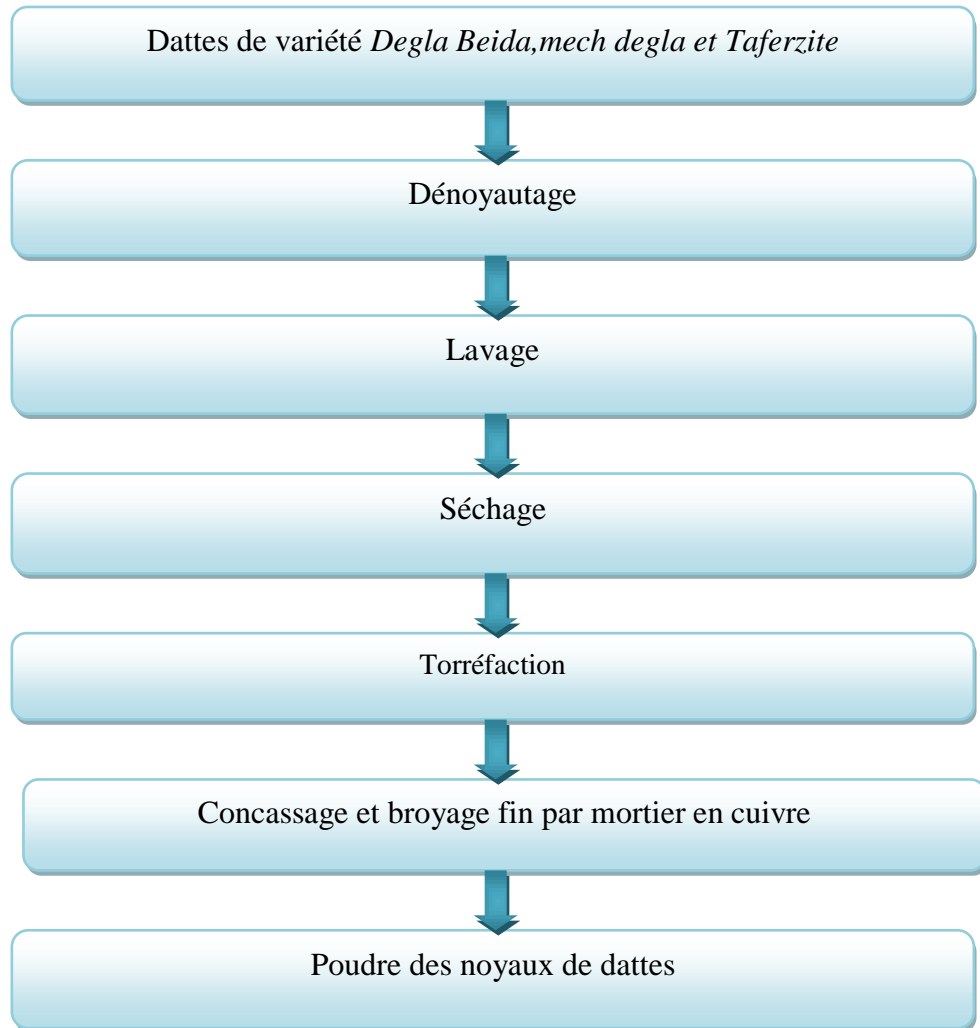 Dattes de variété Degla Beida,mech degla et Taferzite
Dénoyautage
Lavage
Séchage
Torréfaction
Concassage et broyage fin par mortier en cuivre
Poudre des noyaux de dattes